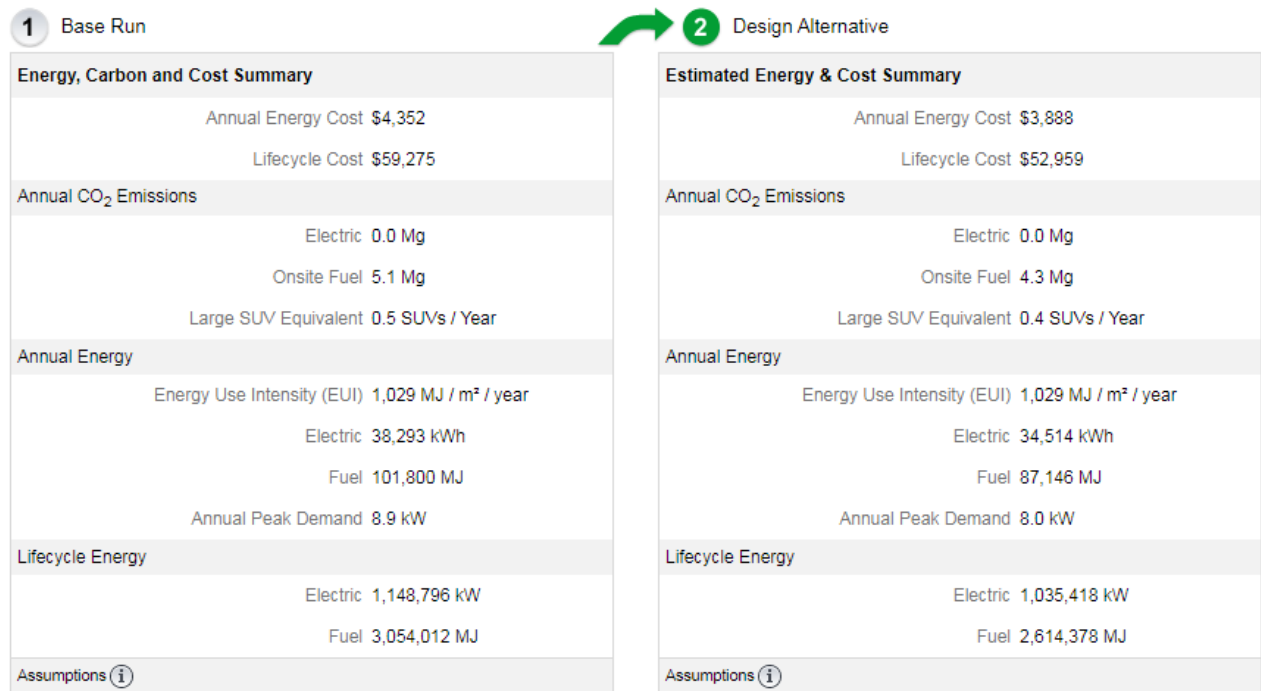 1 Base Run
Energy, Carbon and Cost Summary
Annual Energy Cost $4,352
Lifecycle Cost $59,275
Annual CO2 Emissions
Electric 0.0 Mg
Onsite Fuel 5.1 Mg
Large SUV Equivalent 0.5 SUVs / Year
Annual Energy
Energy Use Intensity (EUI) 1,029 MJ / m² / year
Electric 38,293 kWh
Fuel 101,800 MJ
Annual Peak Demand 8.9 kW
Lifecycle Energy
Electric 1,148,796 kW
Fuel 3,054,012 MJ
Assumptions i
2 Design Alternative
Estimated Energy & Cost Summary
Annual Energy Cost $3,888
Lifecycle Cost $52,959
Annual CO2 Emissions
Electric 0.0 Mg
Onsite Fuel 4.3 Mg
Large SUV Equivalent 0.4 SUVs / Year
Annual Energy
Energy Use Intensity (EUI) 1,029 MJ / m² / year
Electric 34,514 kWh
Fuel 87,146 MJ
Annual Peak Demand 8.0 kW
Lifecycle Energy
Electric 1,035,418 kW
Fuel 2,614,378 MJ
Assumptions i